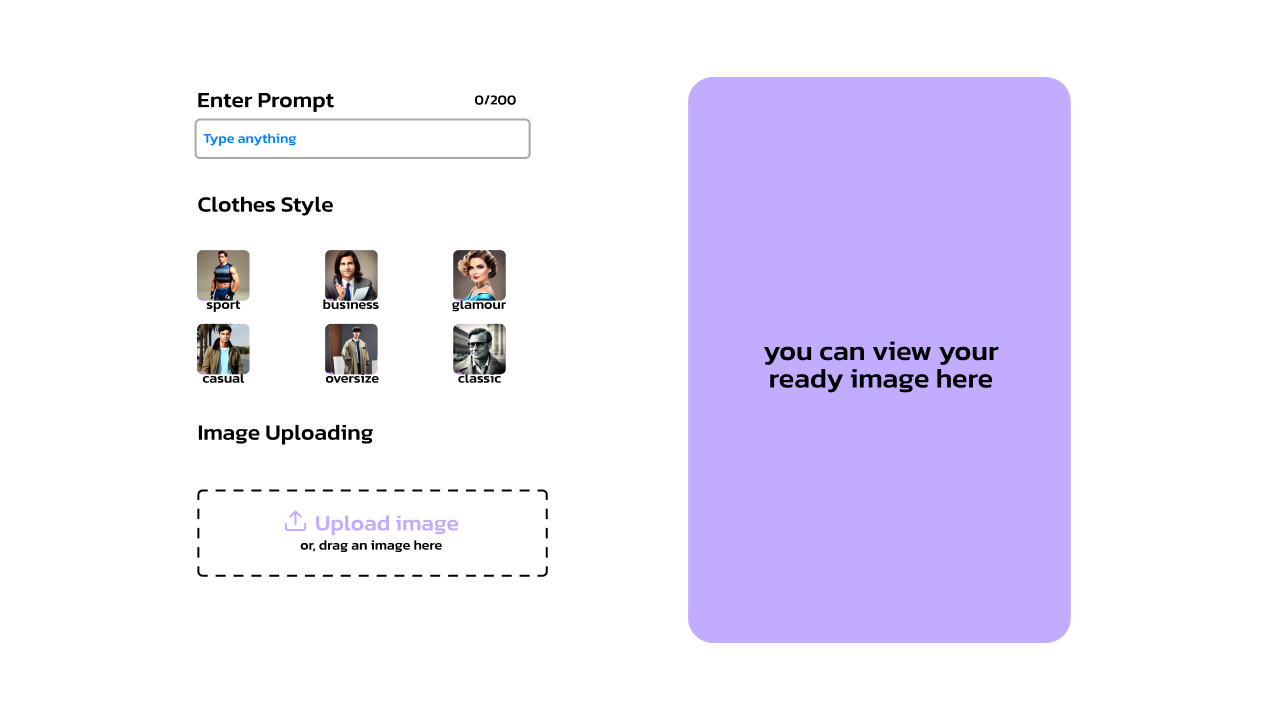 Enter Prompt
0/200
Type anything
Clothes Style
sport
business
glamour
casual
oversize
classic
Image Uploading
Upload image
or, drag an image here
you can view your
ready image here